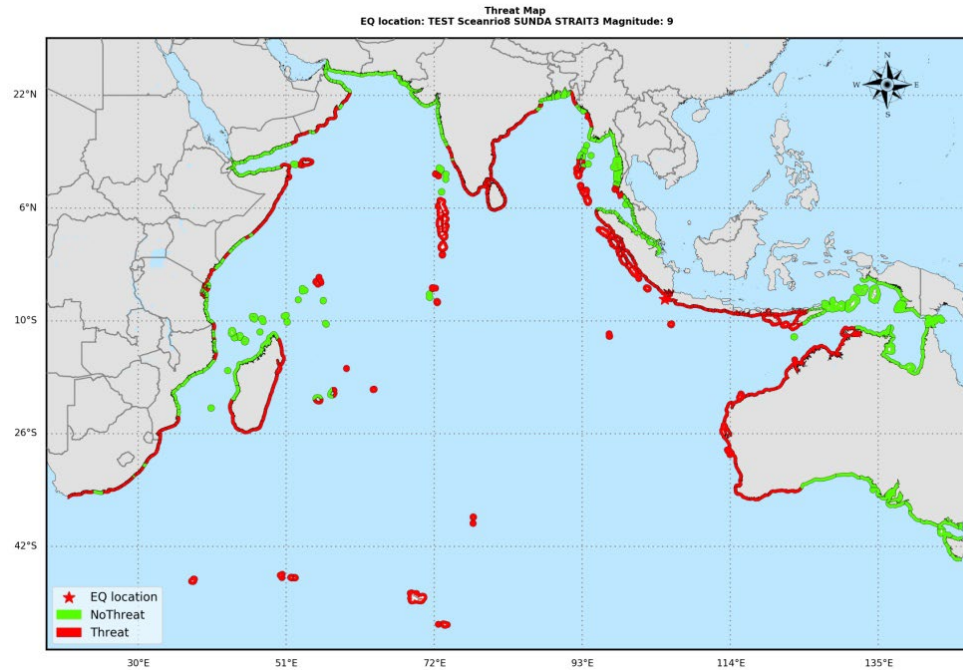 Threat Map
EQ location: TEST Sceanrio8 SUNDA STRAIT3 Magnitude: 9
N
W E
S
22°N
6°N
10°S
26°S
42°S
EQ location
NoThreat
Threat
30°E 51°E 72°E 93°E 114°E 135°E